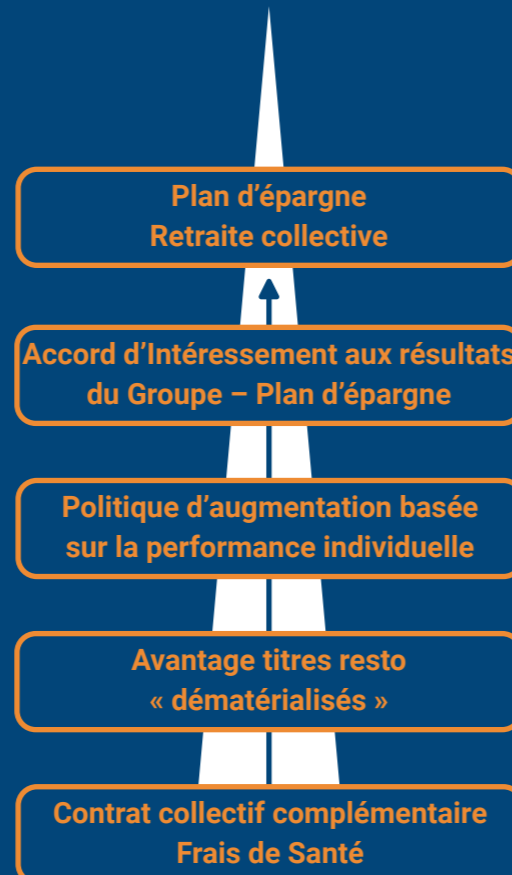 Plan d’épargne
Retraite collective
Accord d’Intéressement aux résultats
du Groupe – Plan d’épargne
Politique d’augmentation basée
sur la performance individuelle
Avantage titres resto
« dématérialisés »
Contrat collectif complémentaire
Frais de Santé